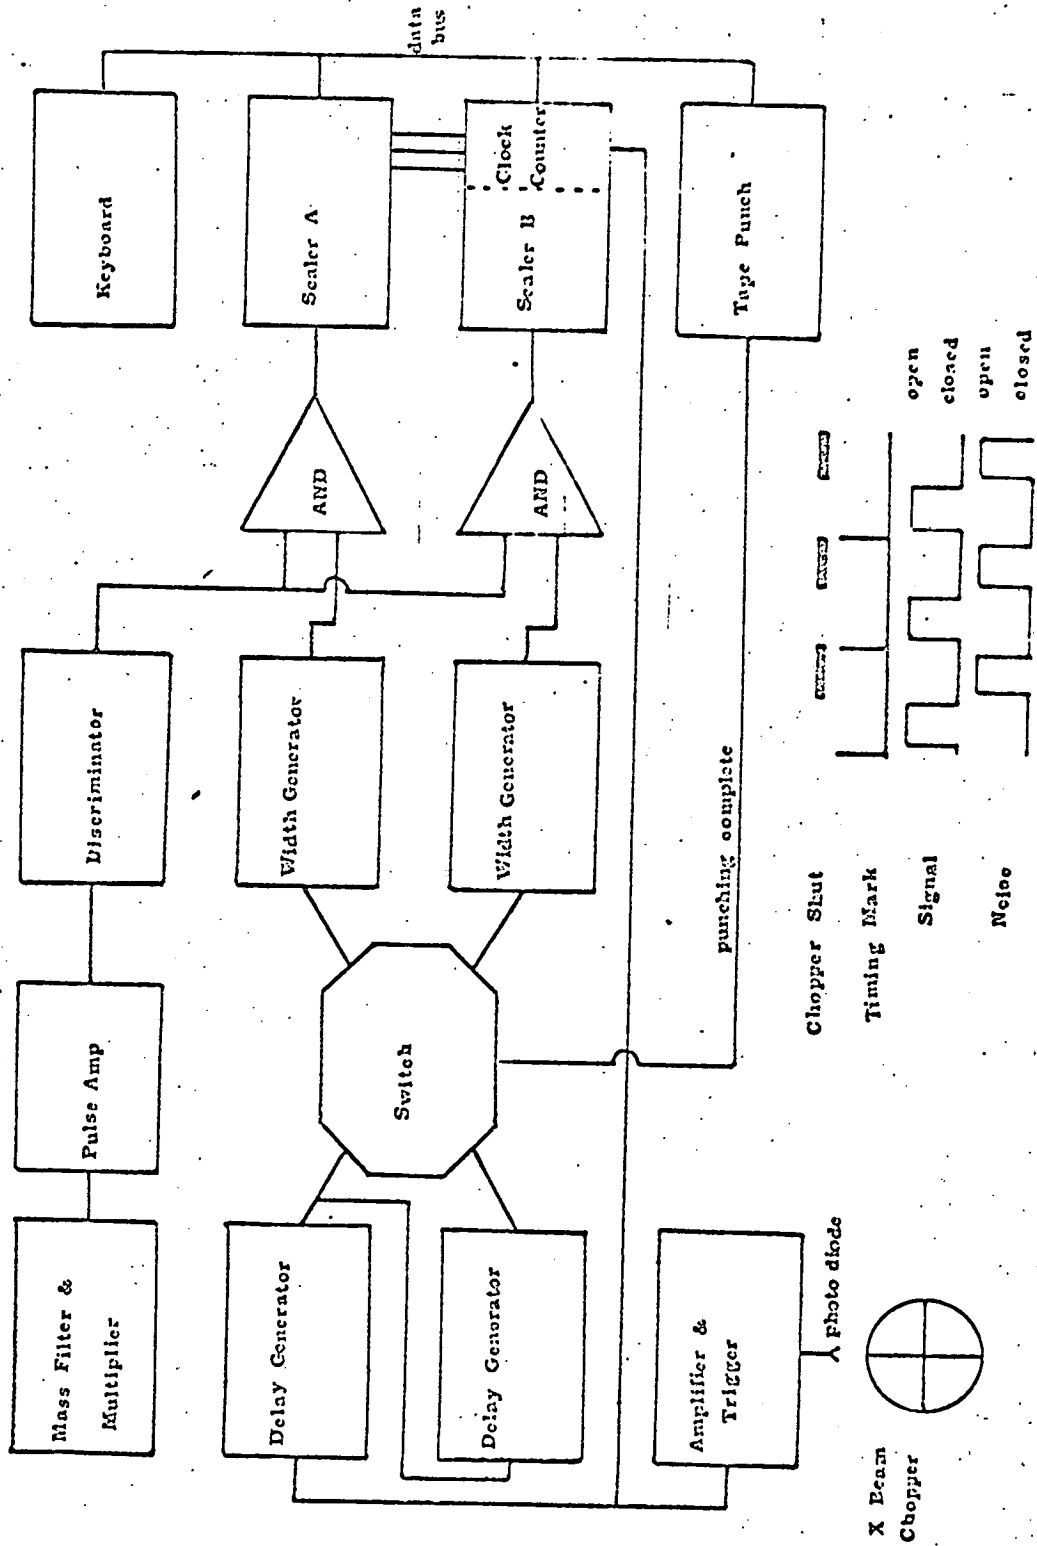 Mass Filter &
Multiplier
Pulse Amp
Discriminator
Keyboard
Delay Generator
Switch
Width Generator
AND
Scaler A
data
bus
Delay Generator
Width Generator
AND
Scaler B
Clock
Counter
Amplifier &
Trigger
photo diode
punching complete
Tape Punch
X Beam
Chopper
Chopper Shut
Timing Mark
Signal
open
closed
Noise
open
closed